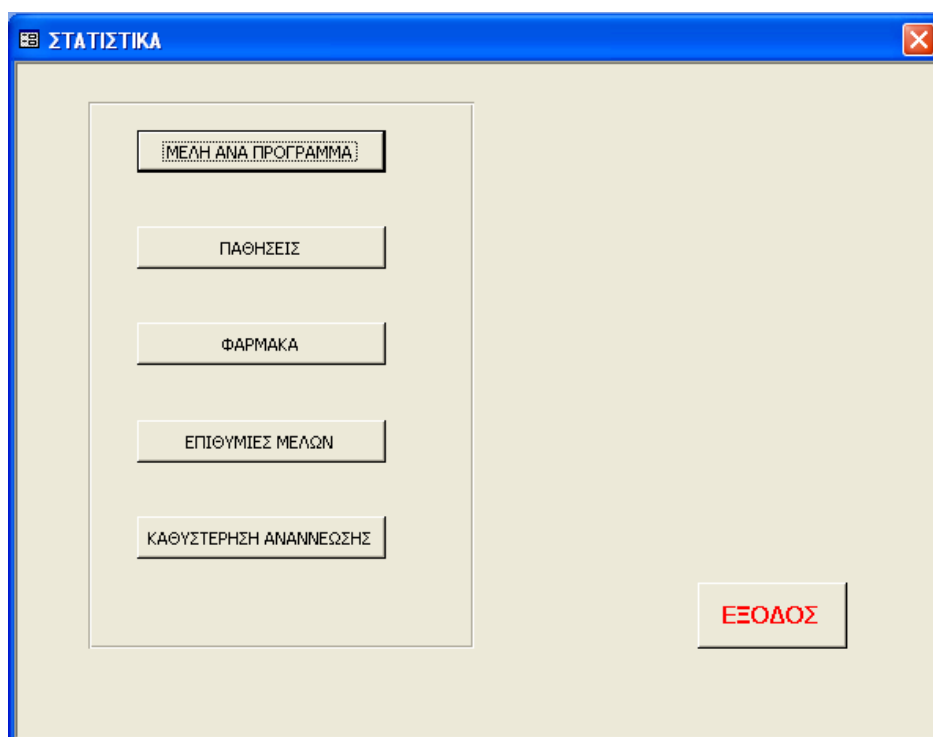 ΣΤΑΤΙΣΤΙΚΑ
ΜΕΛΗ ΑΝΑ ΠΡΟΓΡΑΜΜΑ
ΠΑΘΗΣΕΙΣ
ΦΑΡΜΑΚΑ
ΕΠΙΘΥΜΙΕΣ ΜΕΛΩΝ
ΚΑΘΥΣΤΕΡΗΣΗ ΑΝΑΝΝΕΩΣΗΣ
ΕΞΟΔΟΣ